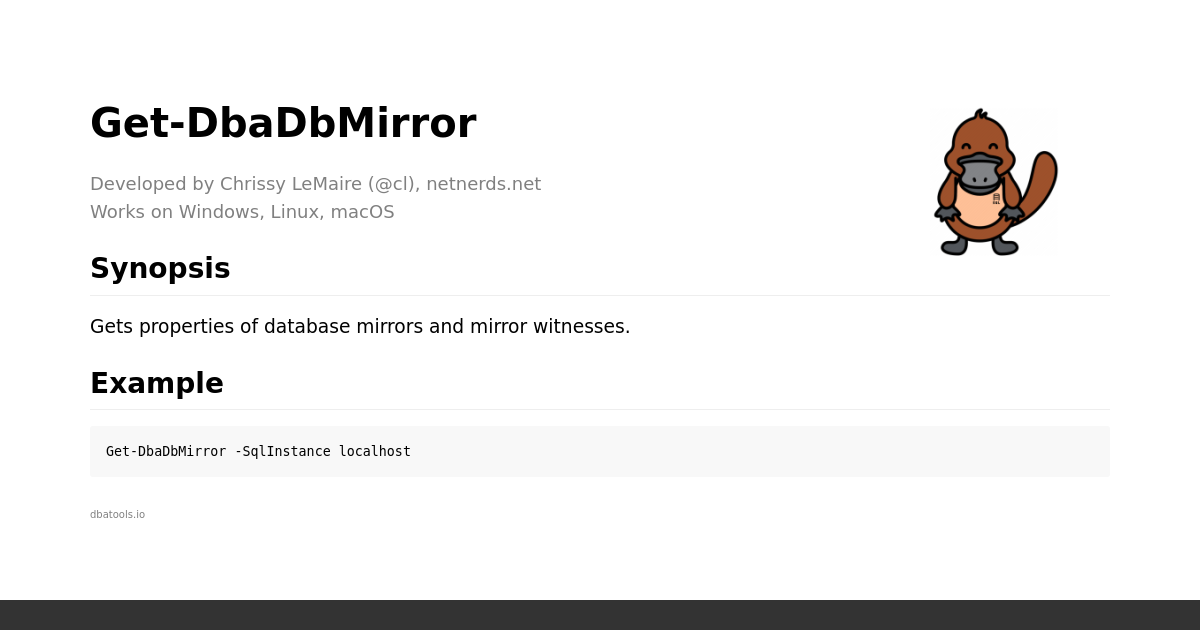 Get-DbaDbMirror
Developed by Chrissy LeMaire (@cl), netnerds.net
Works on Windows, Linux, macOS
Synopsis
Gets properties of database mirrors and mirror witnesses.
Example
Get-DbaDbMirror -SqlInstance localhost
dbatools.io